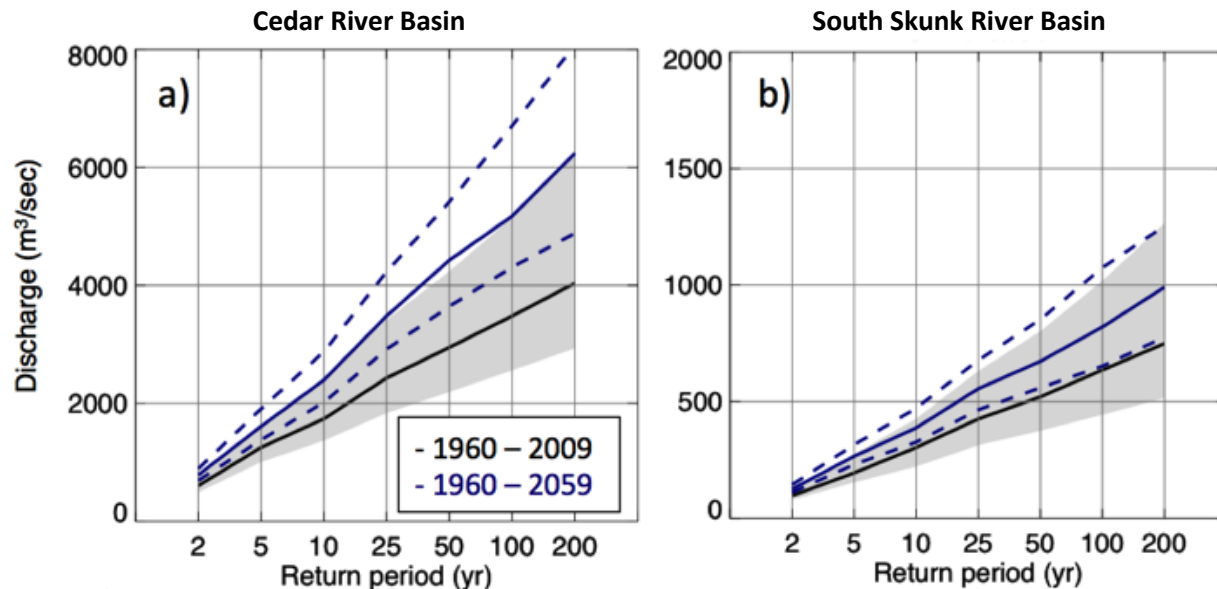 Cedar River Basin
South Skunk River Basin
a)
8000
6000
4000
2000
0
Discharge (m³/sec)
- 1960 – 2009
- 1960 – 2059
2 5 10 25 50 100 200
Return period (yr)
b)
2000
1500
1000
500
0
2 5 10 25 50 100 200
Return period (yr)